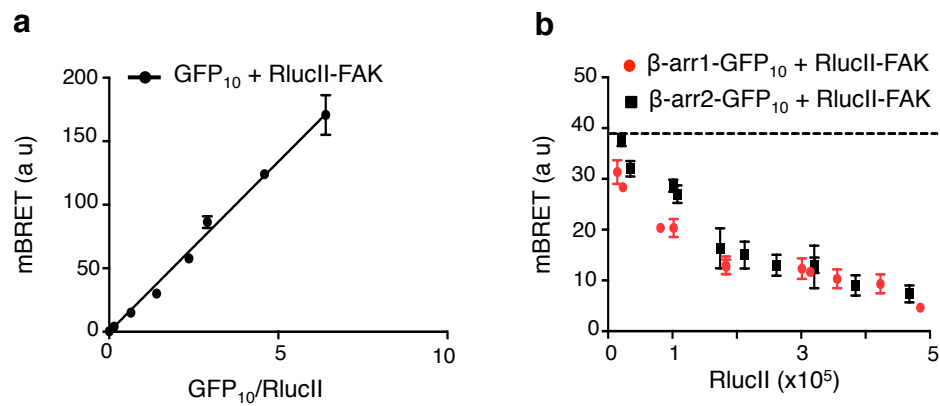 a
GFP₁₀ + RlucII-FAK
mBRET (a u)
200
150
100
50
0
0
5
10
GFP₁₀/RlucII
b
β-arr1-GFP₁₀ + RlucII-FAK
β-arr2-GFP₁₀ + RlucII-FAK
mBRET (a u)
50
40
30
20
10
0
0
1
3
5
RlucII (x10⁵)